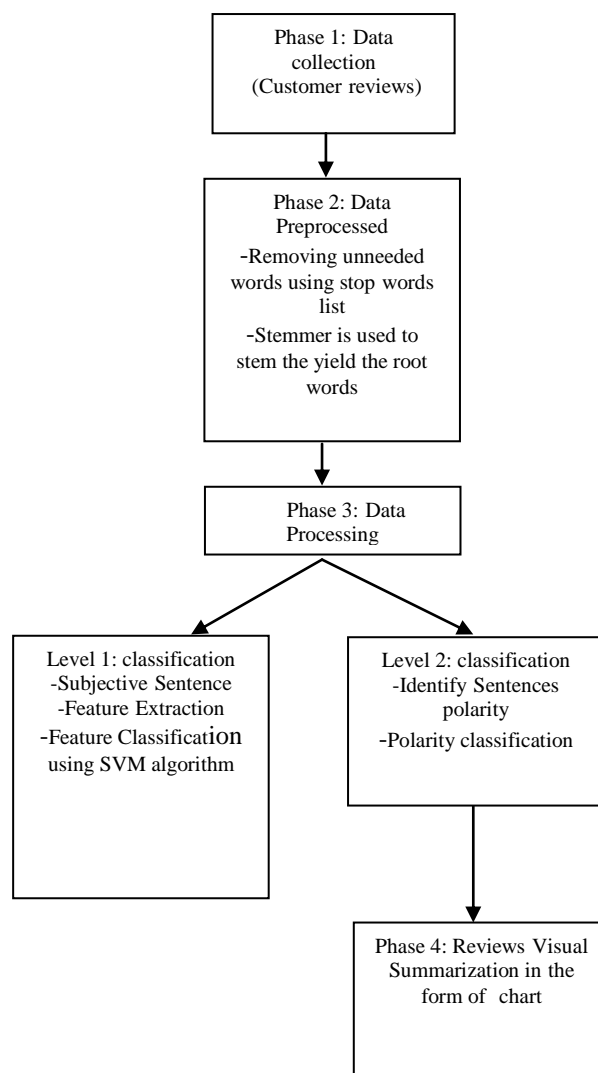 Phase 1: Data
collection
(Customer reviews)
Phase 2: Data
Preprocessed
-Removing unneeded
words using stop words
list
-Stemmer is used to
stem the yield the root
words
Phase 3: Data
Processing
Level 1: classification
-Subjective Sentence
-Feature Extraction
-Feature Classification
using SVM algorithm
Level 2: classification
-Identify Sentences
polarity
-Polarity classification
Phase 4: Reviews Visual
Summarization in the
form of chart